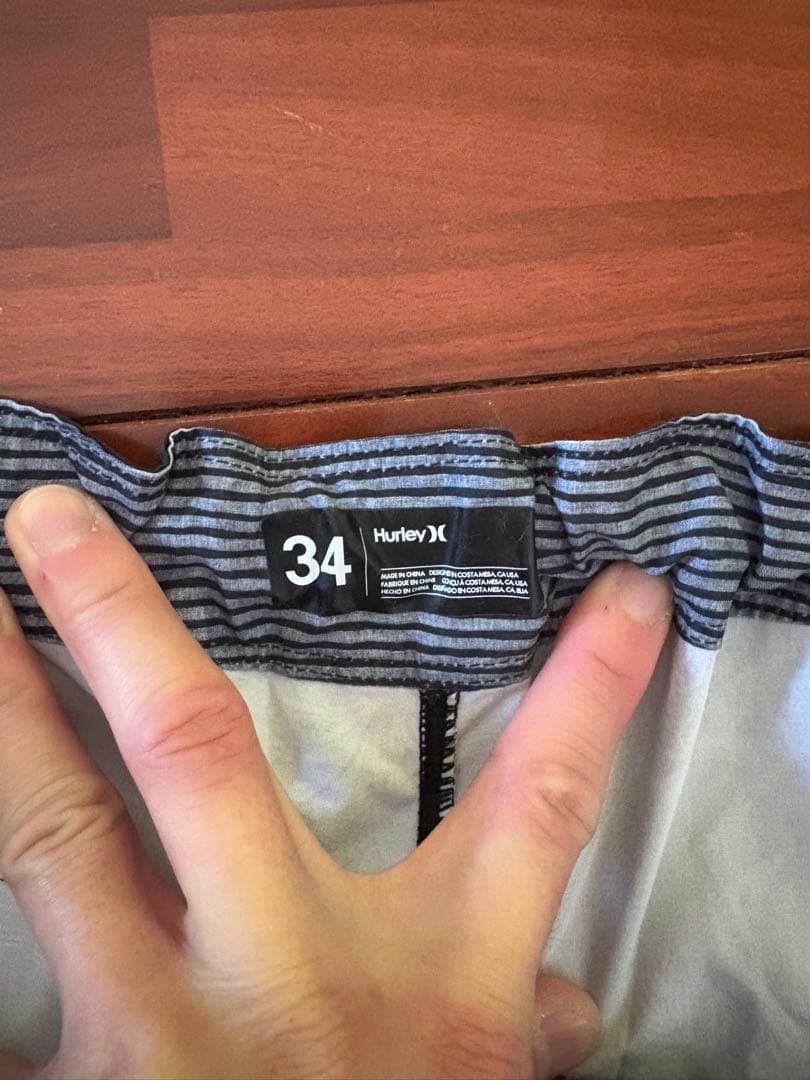 34
Hurley
MADE IN CHINA DESIGNED IN COSTA MESA, CA, USA
FABRIQUE EN CHINE CONÇU À COSTA MESA, CA, USA
HECHO EN CHINA DISEÑADO EN COSTA MESA, CA, EUA